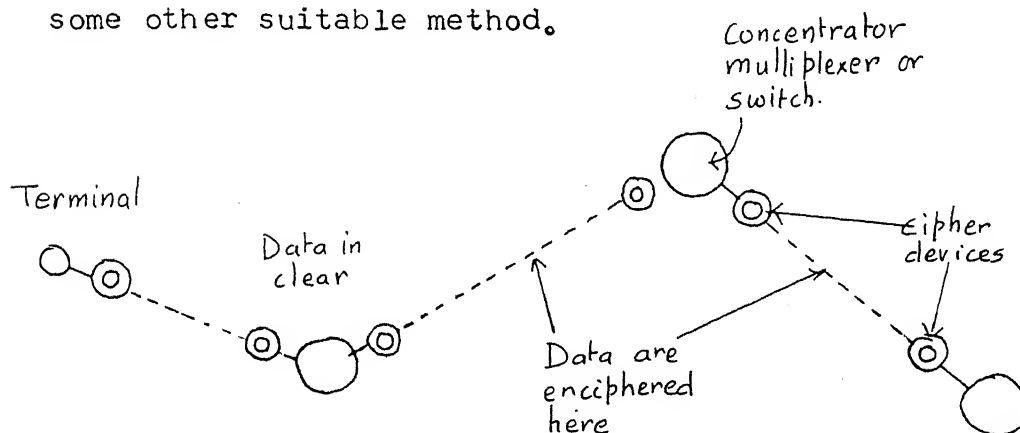 some other suitable method.
Concentrator
mulliplexer or
switch.
Terminal
Data in
clear
cipher
devices
Data are
enciphered
here